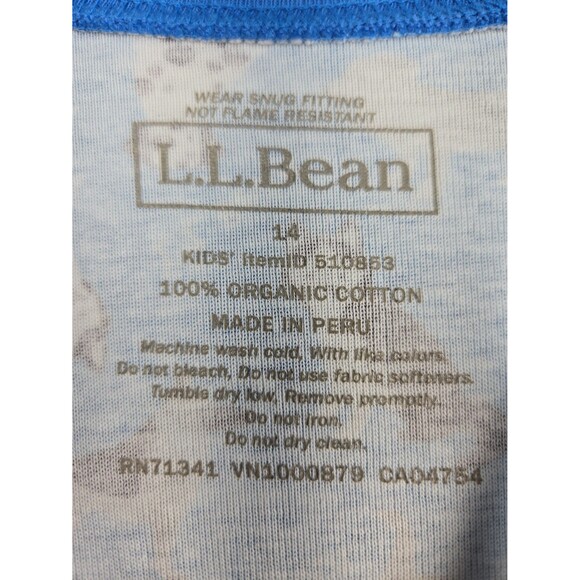 WEAR SNUG FITTING
NOT FLAME RESISTANT
L.L.Bean
14
KIDS' ItemID 510853
100% ORGANIC COTTON
MADE IN PERU
Machine wash cold, With like colors.
Do not bleach, Do not use fabric softeners.
Tumble dry low, Remove promptly.
Do not iron.
Do not dry clean.
RN71341 VN1000879 CA04754